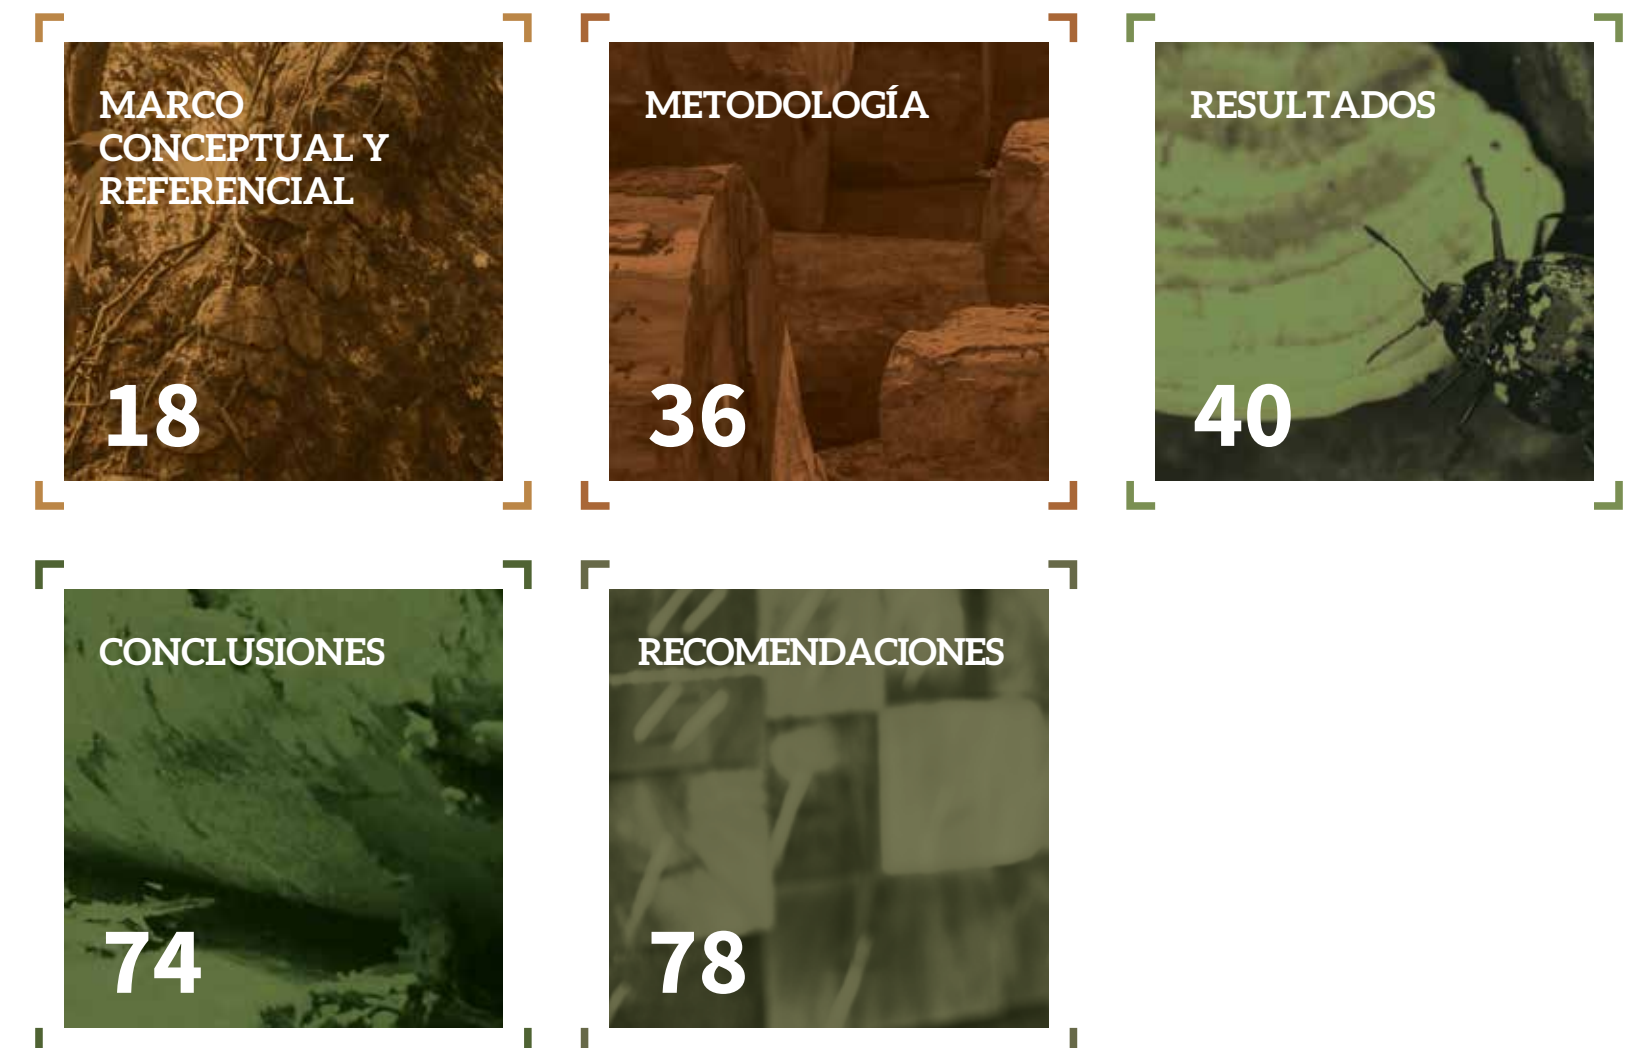 MARCO
CONCEPTUAL Y
REFERENCIAL
18
METODOLOGÍA
36
RESULTADOS
40
CONCLUSIONES
74
RECOMENDACIONES
78